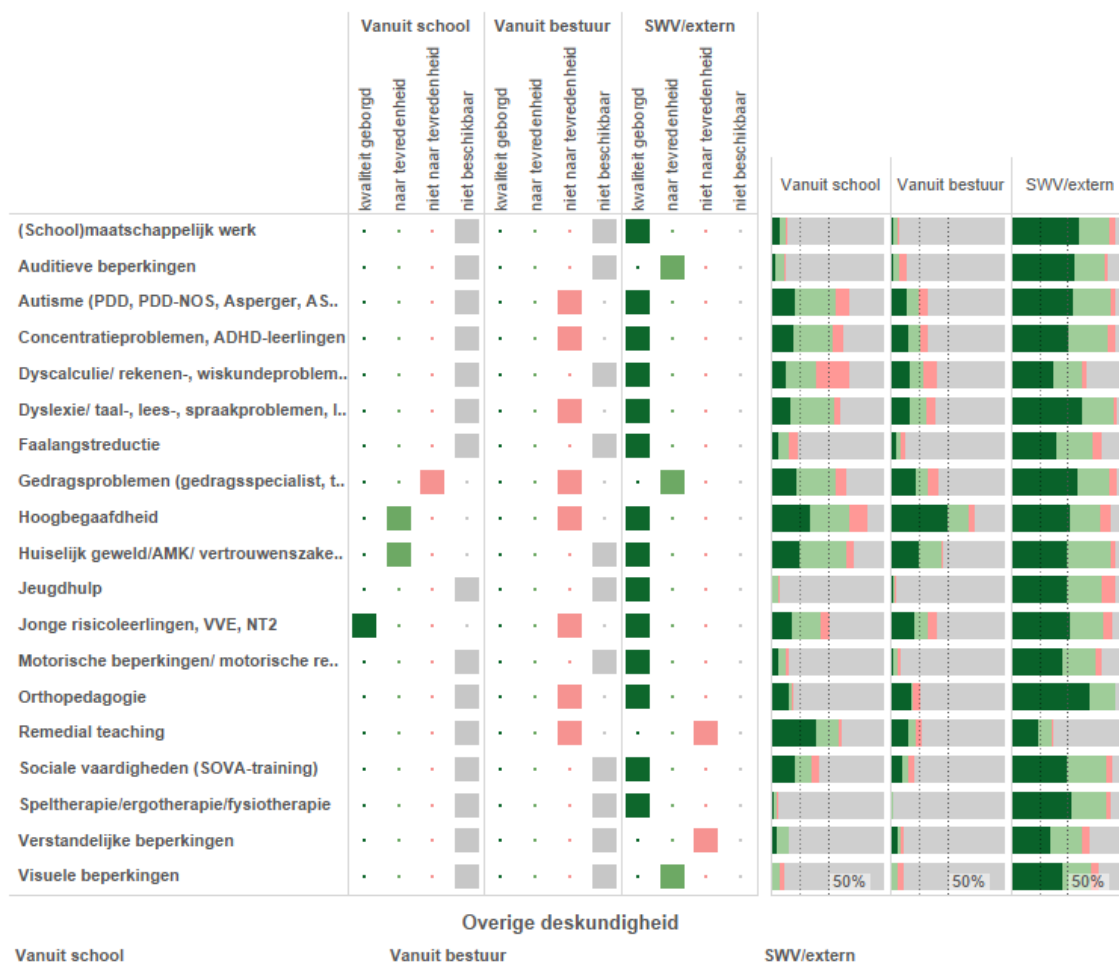 Vanuit school Vanuit bestuur SWV/extern
kwaliteit geborgd naar tevredenheid niet naar tevredenheid niet beschikbaar kwaliteit geborgd naar tevredenheid niet naar tevredenheid niet beschikbaar kwaliteit geborgd naar tevredenheid niet naar tevredenheid niet beschikbaar
Vanuit school Vanuit bestuur SWV/extern
(School)maatschappelijk werk
Auditieve beperkingen
Autisme (PDD, PDD-NOS, Asperger, AS..
Concentratieproblemen, ADHD-leerlingen
Dyscalculie/ rekenen-, wiskundeproblem..
Dyslexie/ taal-, lees-, spraakproblemen, l..
Faalangstreductie
Gedragsproblemen (gedragsspecialist, t..
Hoogbegaafdheid
Huiselijk geweld/AMK/ vertrouwenszake..
Jeugdhulp
Jonge risicoleerlingen, VVE, NT2
Motorische beperkingen/ motorische re..
Orthopedagogie
Remedial teaching
Sociale vaardigheden (SOVA-training)
Speltherapie/ergotherapie/fysiotherapie
Verstandelijke beperkingen
Visuele beperkingen 50% 50% 50%
Overige deskundigheid
Vanuit school Vanuit bestuur SWV/extern